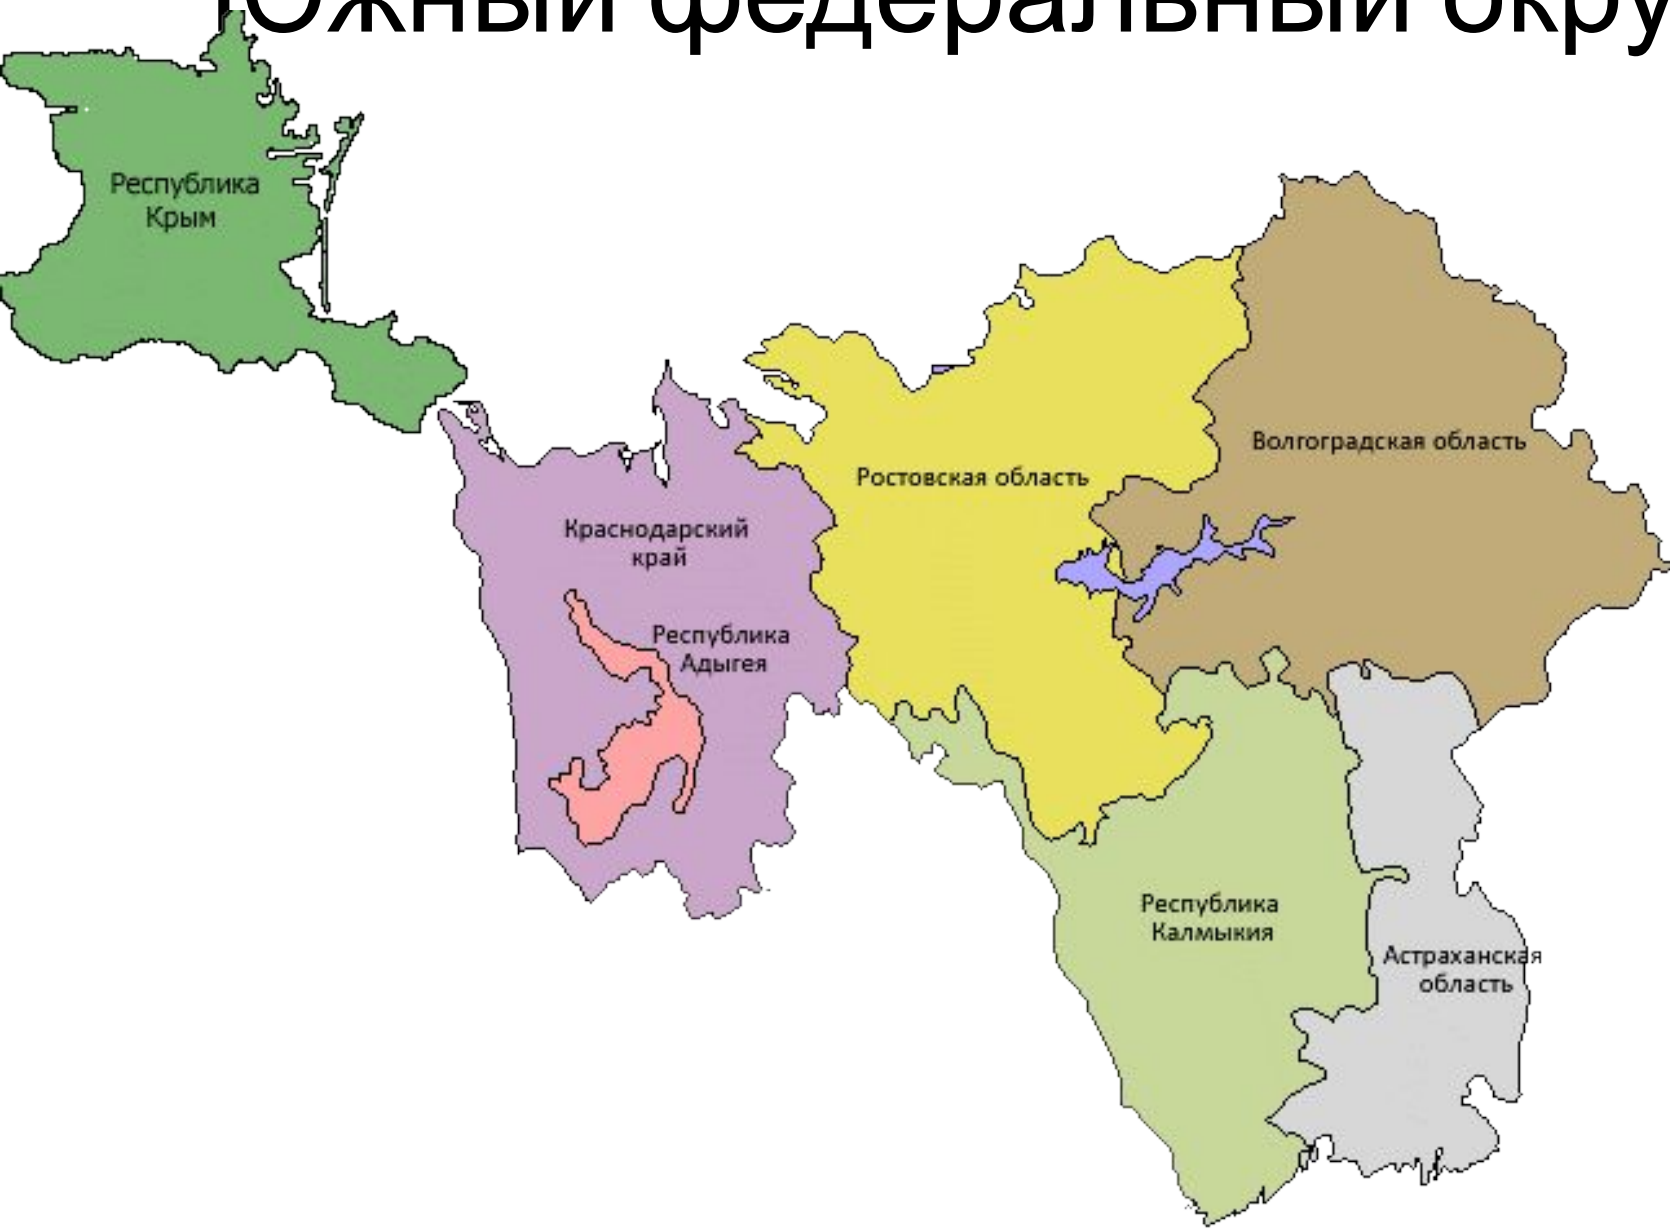 Южный федеральный окру
Республика
Крым
Волгоградская область
Ростовская область
Краснодарский
край
Республика
Адыгея
Республика
Калмыкия
Астраханская
область